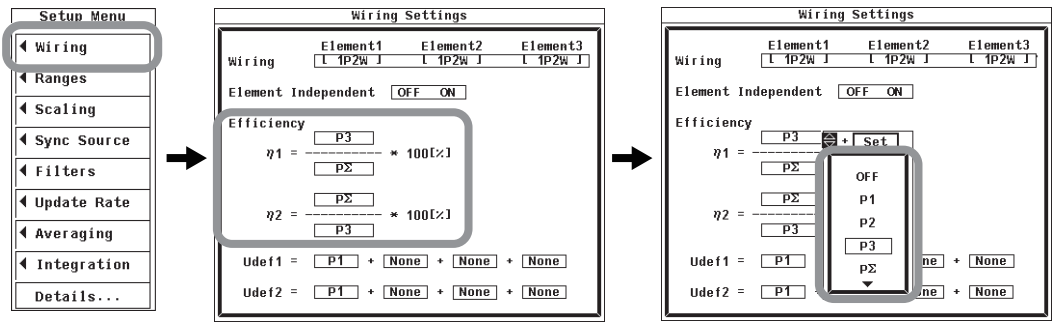 Setup Menu
Wiring
Ranges
Scaling
Sync Source
Filters
Update Rate
Averaging
Integration
Details...
Wiring Settings
Element1 Element2 Element3
Wiring [ 1P2W ] [ 1P2W ] [ 1P2W ]
Element Independent OFF ON
Efficiency
P3
η1 = ---------- * 100[%]
PΣ
PΣ
η2 = ---------- * 100[%]
P3
Udef1 = P1 + None + None + None
Udef2 = P1 + None + None + None
Wiring Settings
Element1 Element2 Element3
Wiring [ 1P2W ] [ 1P2W ] [ 1P2W ]
Element Independent OFF ON
Efficiency
P3 + Set
η1 = ----------
PΣ
PΣ
η2 = ----------
P3
OFF
P1
P2
P3
PΣ
Udef1 = P1 ne + None
Udef2 = P1 + ne + None